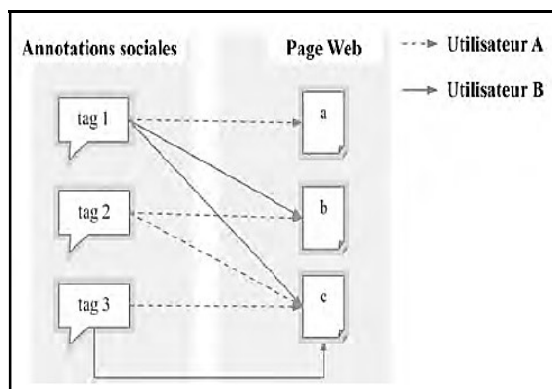 Annotations sociales
Page Web
Utilisateur A
Utilisateur B
tag 1
a
tag 2
b
tag 3
c